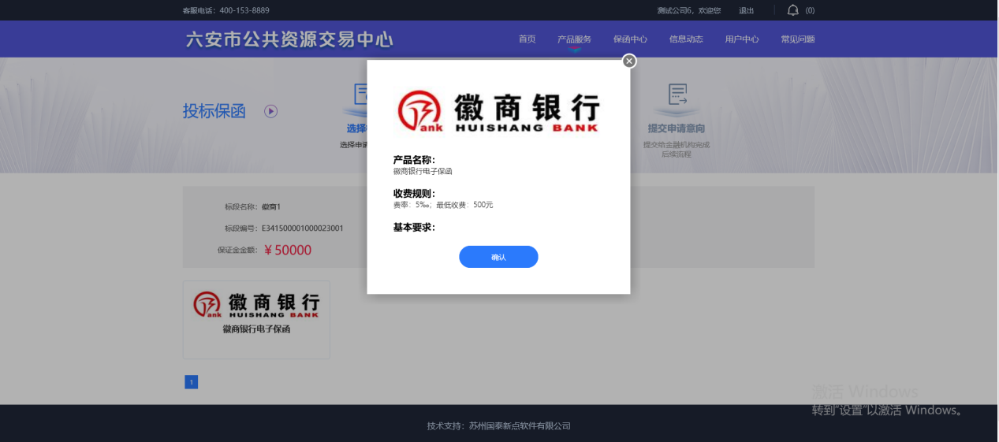 客服电话：400-153-8889
测试公司6，欢迎您 退出 (0)
六安市公共资源交易中心
首页 产品服务 保函中心 信息动态 用户中心 常见问题
投标保函
选择
选择申
提交申请意向
提交给金融机构完成
后续流程
徽商银行
HUISHANG BANK
产品名称：
徽商银行电子保函
收费规则：
费率：5‰；最低收费：500元
基本要求：
确认
标段名称：徽商1
标段编号：E341500001000023001
保证金金额：￥50000
徽商银行
HUISHANG BANK
徽商银行电子保函
1
激活 Windows
转到“设置”以激活 Windows。
技术支持：苏州国泰新点软件有限公司